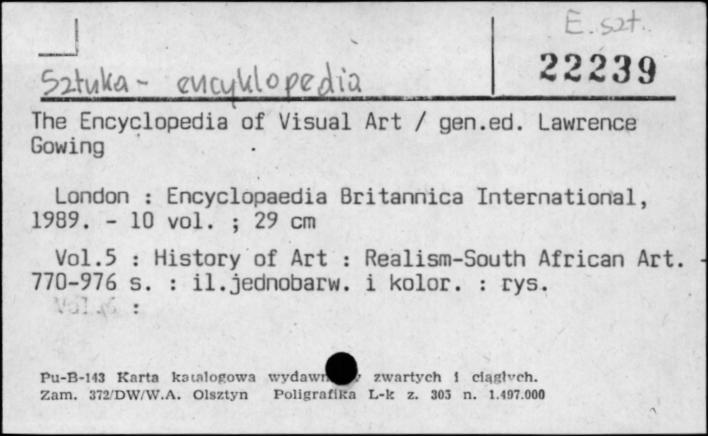 E. szt.
22239
Sztuka - encyklopedia
The Encyclopedia of Visual Art / gen.ed. Lawrence
Gowing
London : Encyclopaedia Britannica International,
1989. - 10 vol. ; 29 cm
Vol.5 : History of Art : Realism-South African Art. -
770-976 s. : il.jednobarw. i kolor. : rys.
Pu-B-143 Karta katalogowa zwartych i ciągłych.
Zam. 372/DW/W.A. Olsztyn Poligrafika L-k z. 303 n. 1.497.000